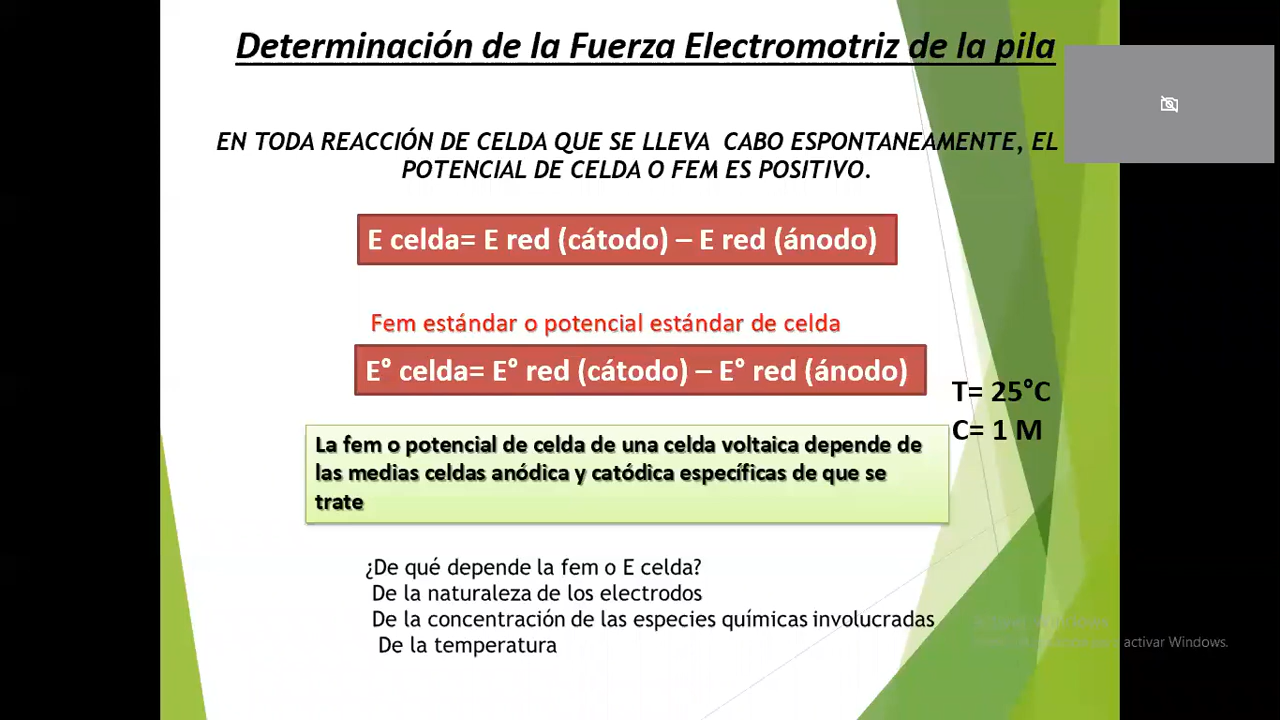 Determinación de la Fuerza Electromotriz de la pila
EN TODA REACCIÓN DE CELDA QUE SE LLEVA CABO ESPONTANEAMENTE, EL
POTENCIAL DE CELDA O FEM ES POSITIVO.
E celda= E red (cátodo) – E red (ánodo)
Fem estándar o potencial estándar de celda
E° celda= E° red (cátodo) – E° red (ánodo)
T= 25°C
C= 1 M
La fem o potencial de celda de una celda voltaica depende de
las medias celdas anódica y catódica específicas de que se
trate
¿De qué depende la fem o E celda?
De la naturaleza de los electrodos
De la concentración de las especies químicas involucradas
De la temperatura
activar Windows.